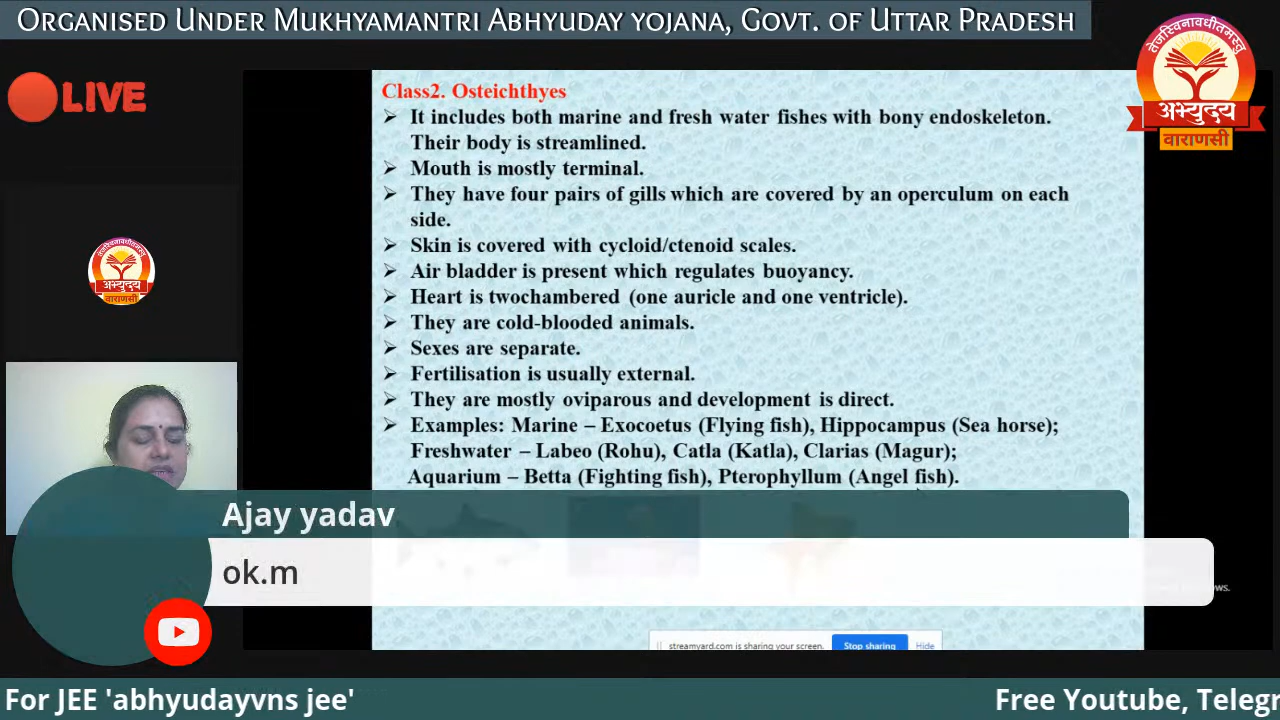 Organised Under Mukhyamantri Abhyuday yojana, Govt. of Uttar Pradesh
तेजस्विनावधीतमस्तु
अभ्युदय
वाराणसी
LIVE
अभ्युदय
वाराणसी
Class2. Osteichthyes
➢ It includes both marine and fresh water fishes with bony endoskeleton.
Their body is streamlined.
➢ Mouth is mostly terminal.
➢ They have four pairs of gills which are covered by an operculum on each
side.
➢ Skin is covered with cycloid/ctenoid scales.
➢ Air bladder is present which regulates buoyancy.
➢ Heart is twochambered (one auricle and one ventricle).
➢ They are cold-blooded animals.
➢ Sexes are separate.
➢ Fertilisation is usually external.
➢ They are mostly oviparous and development is direct.
➢ Examples: Marine – Exocoetus (Flying fish), Hippocampus (Sea horse);
Freshwater – Labeo (Rohu), Catla (Katla), Clarias (Magur);
Aquarium – Betta (Fighting fish), Pterophyllum (Angel fish).
Ajay yadav
ok.m
streamyard.com is sharing your screen.
Stop sharing
Hide
For JEE 'abhyudayvns jee'
Free Youtube, Telegr